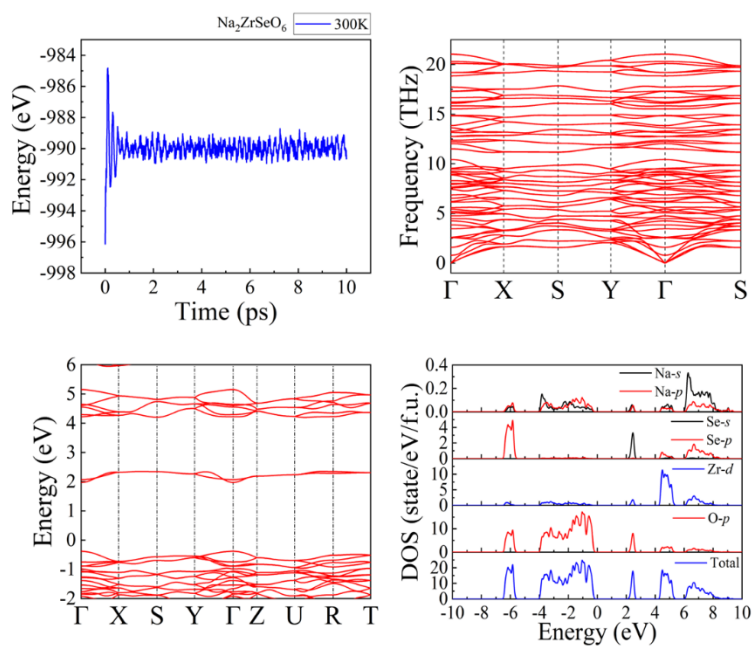 Na₂ZrSeO₆ 300K
-984
-986
-988
-990
-992
-994
-996
-998
Energy (eV)
0 2 4 6 8 10
Time (ps)
20
15
10
5
0
Frequency (THz)
Γ X S Y Γ S
6
5
4
3
2
1
0
-1
-2
Energy (eV)
Γ X S Y Γ Z U R T
0.4
0.2
0.0
Na-s
Na-p
4
2
0
Se-s
Se-p
10
5
0
Zr-d
10
0
O-p
20
10
0
Total
DOS (state/eV/f.u.)
-10 -8 -6 -4 -2 0 2 4 6 8 10
Energy (eV)